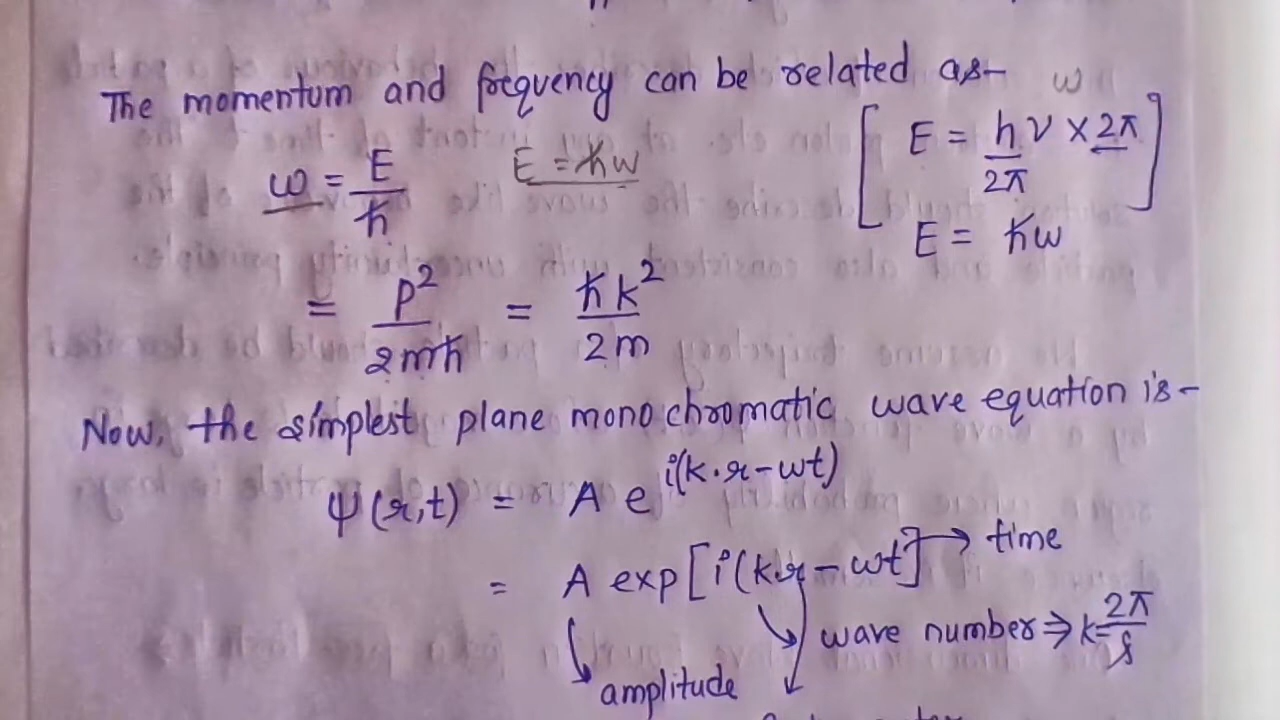 The momentum and frequency can be related as- ω
ω = E/ħ E = ħω [ E = h/2π ν × 2π ]
E = ħω
= p²/2mħ = ħk²/2m
Now, the simplest plane monochromatic wave equation is-
ψ(r,t) = A e^i(k·r-ωt)
= A exp[i(k·r-ωt] → time
wave number ⇒ k=2π/
amplitude